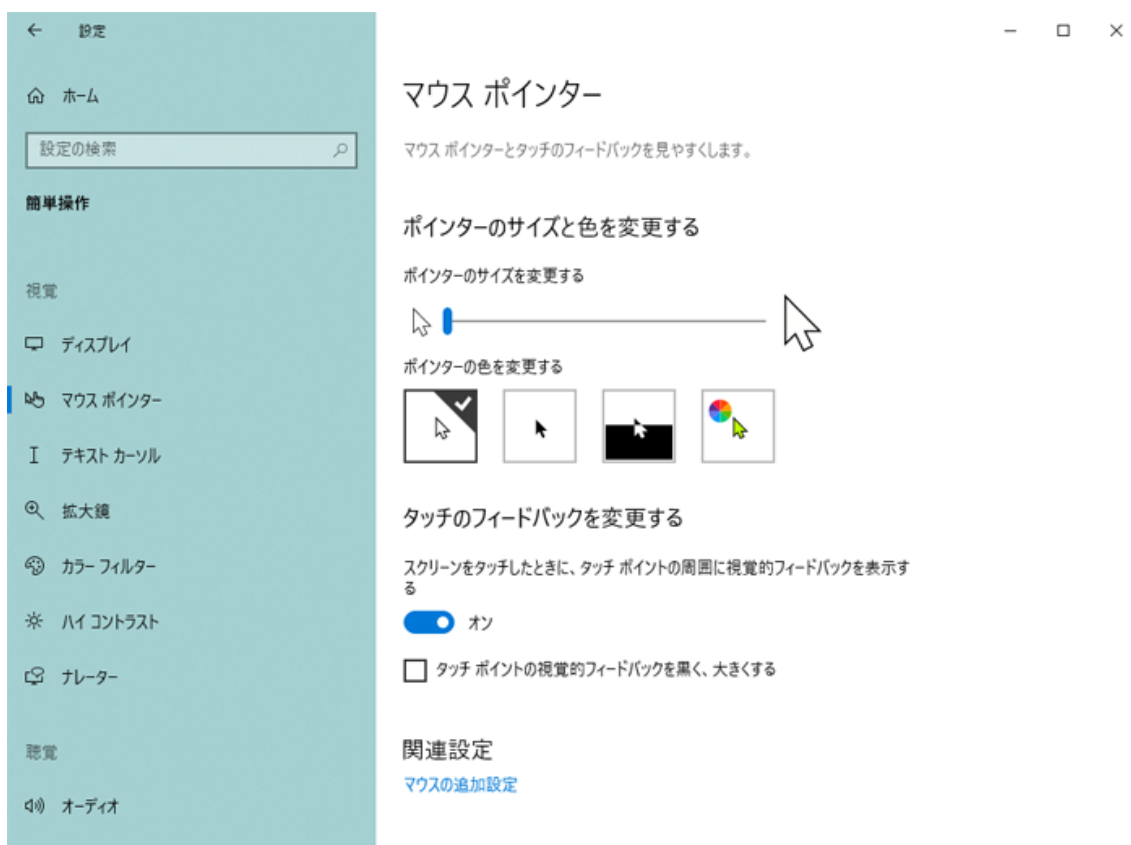 設定
ホーム
設定の検索
簡単操作
視覚
ディスプレイ
マウス ポインター
テキスト カーソル
拡大鏡
カラー フィルター
ハイ コントラスト
ナレーター
聴覚
オーディオ
マウス ポインター
マウス ポインターとタッチのフィードバックを見やすくします。
ポインターのサイズと色を変更する
ポインターのサイズを変更する
ポインターの色を変更する
タッチのフィードバックを変更する
スクリーンをタッチしたときに、タッチ ポイントの周囲に視覚的フィードバックを表示す
る
オン
タッチ ポイントの視覚的フィードバックを黒く、大きくする
関連設定
マウスの追加設定